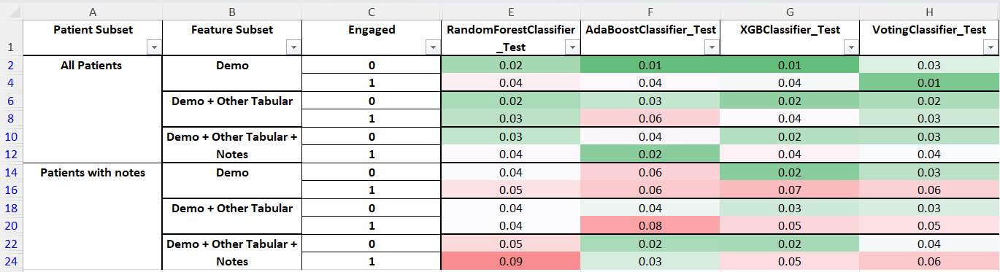 A B C E F G H
1 Patient Subset Feature Subset Engaged RandomForestClassifier_Test AdaBoostClassifier_Test XGBClassifier_Test VotingClassifier_Test
2 All Patients Demo 0 0.02 0.01 0.01 0.03
4 1 0.04 0.04 0.04 0.01
6 Demo + Other Tabular 0 0.02 0.03 0.02 0.02
8 1 0.03 0.06 0.04 0.03
10 Demo + Other Tabular + 0 0.03 0.04 0.02 0.03
12 Notes 1 0.04 0.02 0.04 0.04
14 Patients with notes Demo 0 0.04 0.06 0.02 0.03
16 1 0.05 0.06 0.07 0.06
18 Demo + Other Tabular 0 0.04 0.04 0.03 0.03
20 1 0.04 0.08 0.05 0.05
22 Demo + Other Tabular + 0 0.05 0.02 0.02 0.04
24 Notes 1 0.09 0.03 0.05 0.06